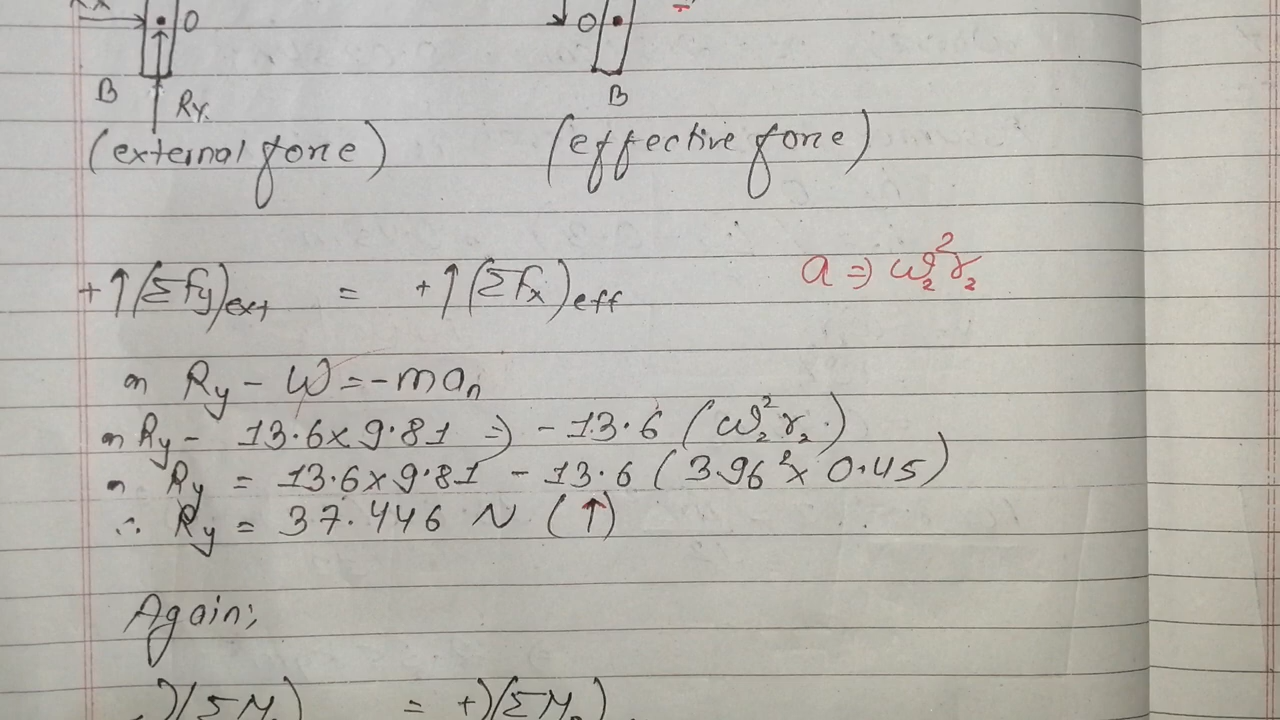 O O
B Ry. B
(external force) (effective force)
+↑(ΣFy)ext = +↑(ΣFx)eff a ⇒ ω₂²r₂
or Ry - W = -maₙ
or Ry - 13.6×9.81 ⇒ -13.6 (ω₂²r₂.)
or Ry = 13.6×9.81 - 13.6 (3.96²× 0.45)
∴ Ry = 37.446 N (↑)
Again;
= +